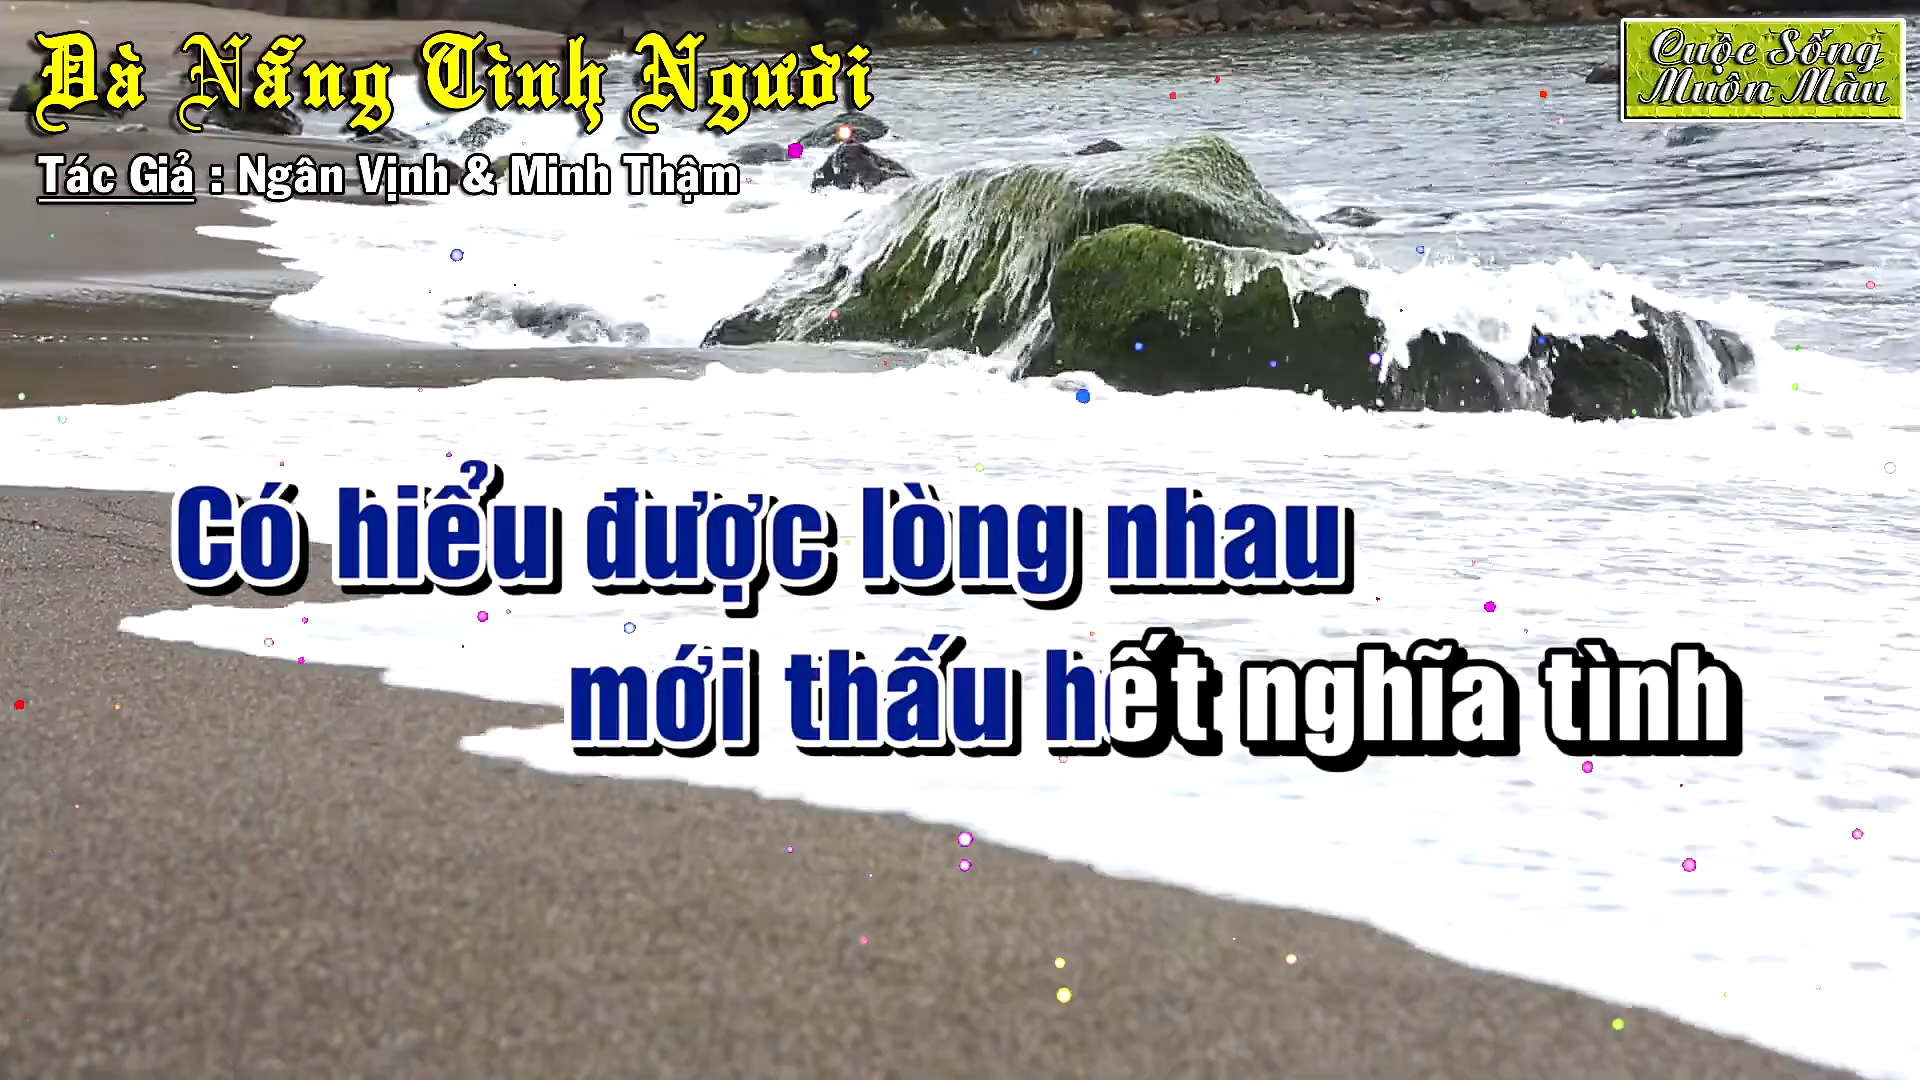 Đà Nẵng Tình Người
Cuộc Sống
Muôn Màu
Tác Giả : Ngân Vịnh & Minh Thậm
Có hiểu được lòng nhau
mới thấu hết nghĩa tình